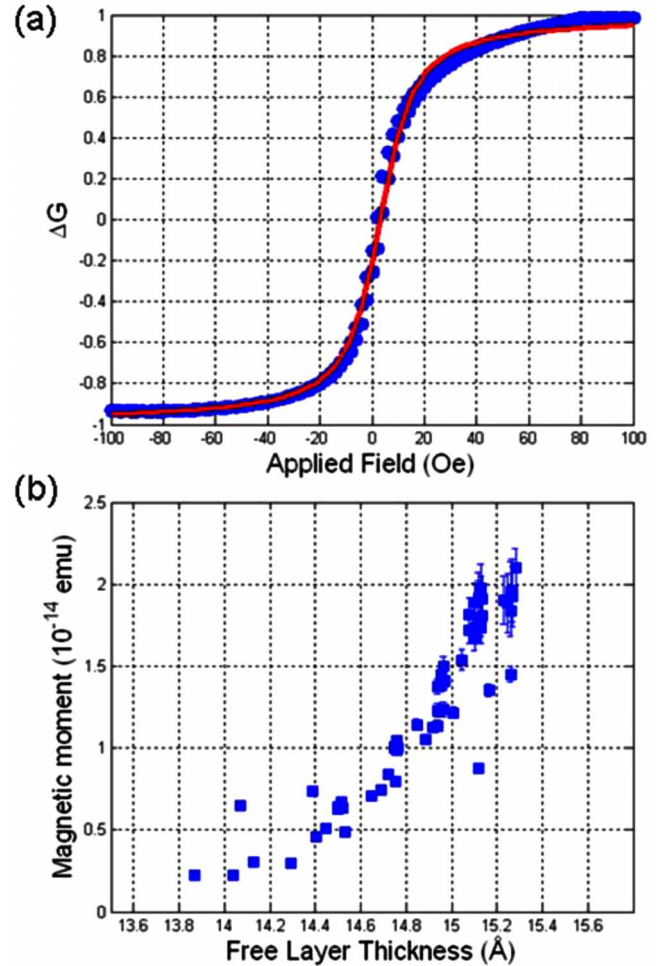 (a)
1
0.8
0.6
0.4
0.2
0
-0.2
-0.4
-0.6
-0.8
-1
ΔG
-100 -80 -60 -40 -20 0 20 40 60 80 100
Applied Field (Oe)
(b)
2.5
2
1.5
1
0.5
0
Magnetic moment (10⁻¹⁴ emu)
13.6 13.8 14 14.2 14.4 14.6 14.8 15 15.2 15.4 15.6
Free Layer Thickness (Å)